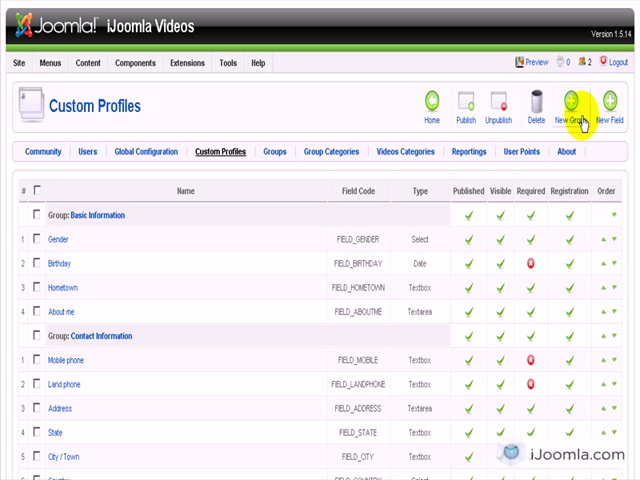 Joomla! iJoomla Videos
Version 1.5.14
Site Menus Content Components Extensions Tools Help Preview 0 2 Logout
Custom Profiles
Home Publish Unpublish Delete New Group New Field
Community Users Global Configuration Custom Profiles Groups Group Categories Videos Categories Reportings User Points About
# Name Field Code Type Published Visible Required Registration Order
Group: Basic Information
1 Gender FIELD_GENDER Select
2 Birthday FIELD_BIRTHDAY Date
3 Hometown FIELD_HOMETOWN Textbox
4 About me FIELD_ABOUTME Textarea
Group: Contact Information
1 Mobile phone FIELD_MOBILE Textbox
2 Land phone FIELD_LANDPHONE Textbox
3 Address FIELD_ADDRESS Textarea
4 State FIELD_STATE Textbox
5 City / Town FIELD_CITY Textbox
iJoomla.com